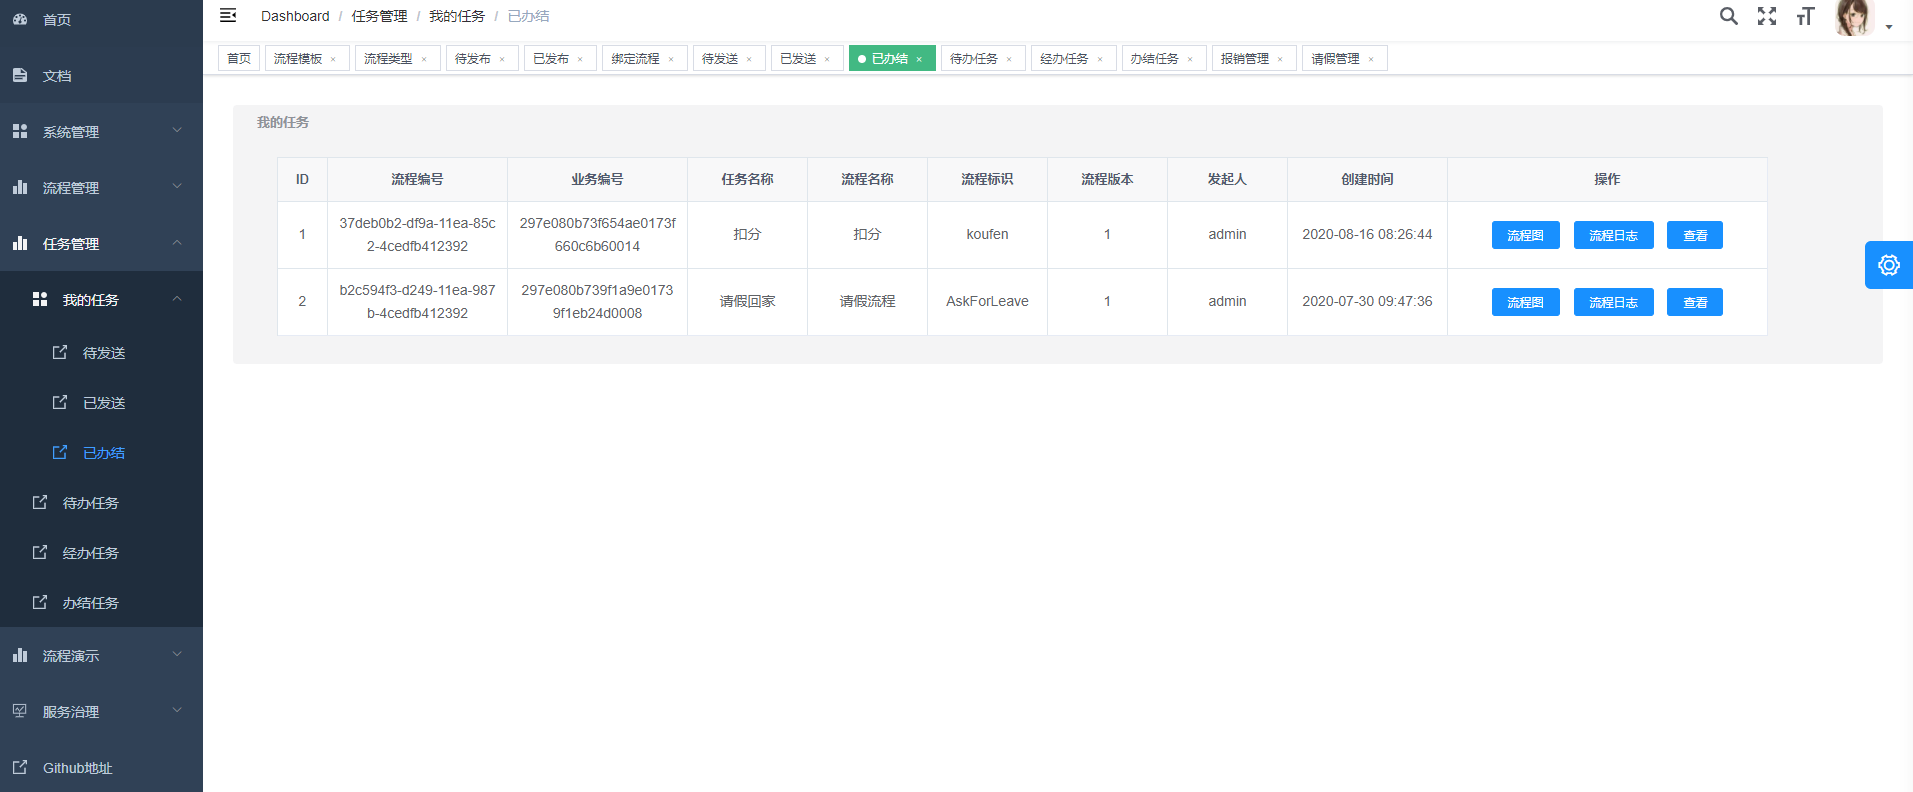 首页
文档
系统管理
流程管理
任务管理
我的任务
待发送
已发送
已办结
待办任务
经办任务
办结任务
流程演示
服务治理
Github地址
Dashboard / 任务管理 / 我的任务 / 已办结
首页 流程模板 × 流程类型 × 待发布 × 已发布 × 绑定流程 × 待发送 × 已发送 × 已办结 × 待办任务 × 经办任务 × 办结任务 × 报销管理 × 请假管理 ×
我的任务
ID 流程编号 业务编号 任务名称 流程名称 流程标识 流程版本 发起人 创建时间 操作
1 37deb0b2-df9a-11ea-85c 297e080b73f654ae0173f 扣分 扣分 koufen 1 admin 2020-08-16 08:26:44 流程图 流程日志 查看
2-4cedfb412392 660c6b60014
2 b2c594f3-d249-11ea-987 297e080b739f1a9e0173 请假回家 请假流程 AskForLeave 1 admin 2020-07-30 09:47:36 流程图 流程日志 查看
b-4cedfb412392 9f1eb24d0008